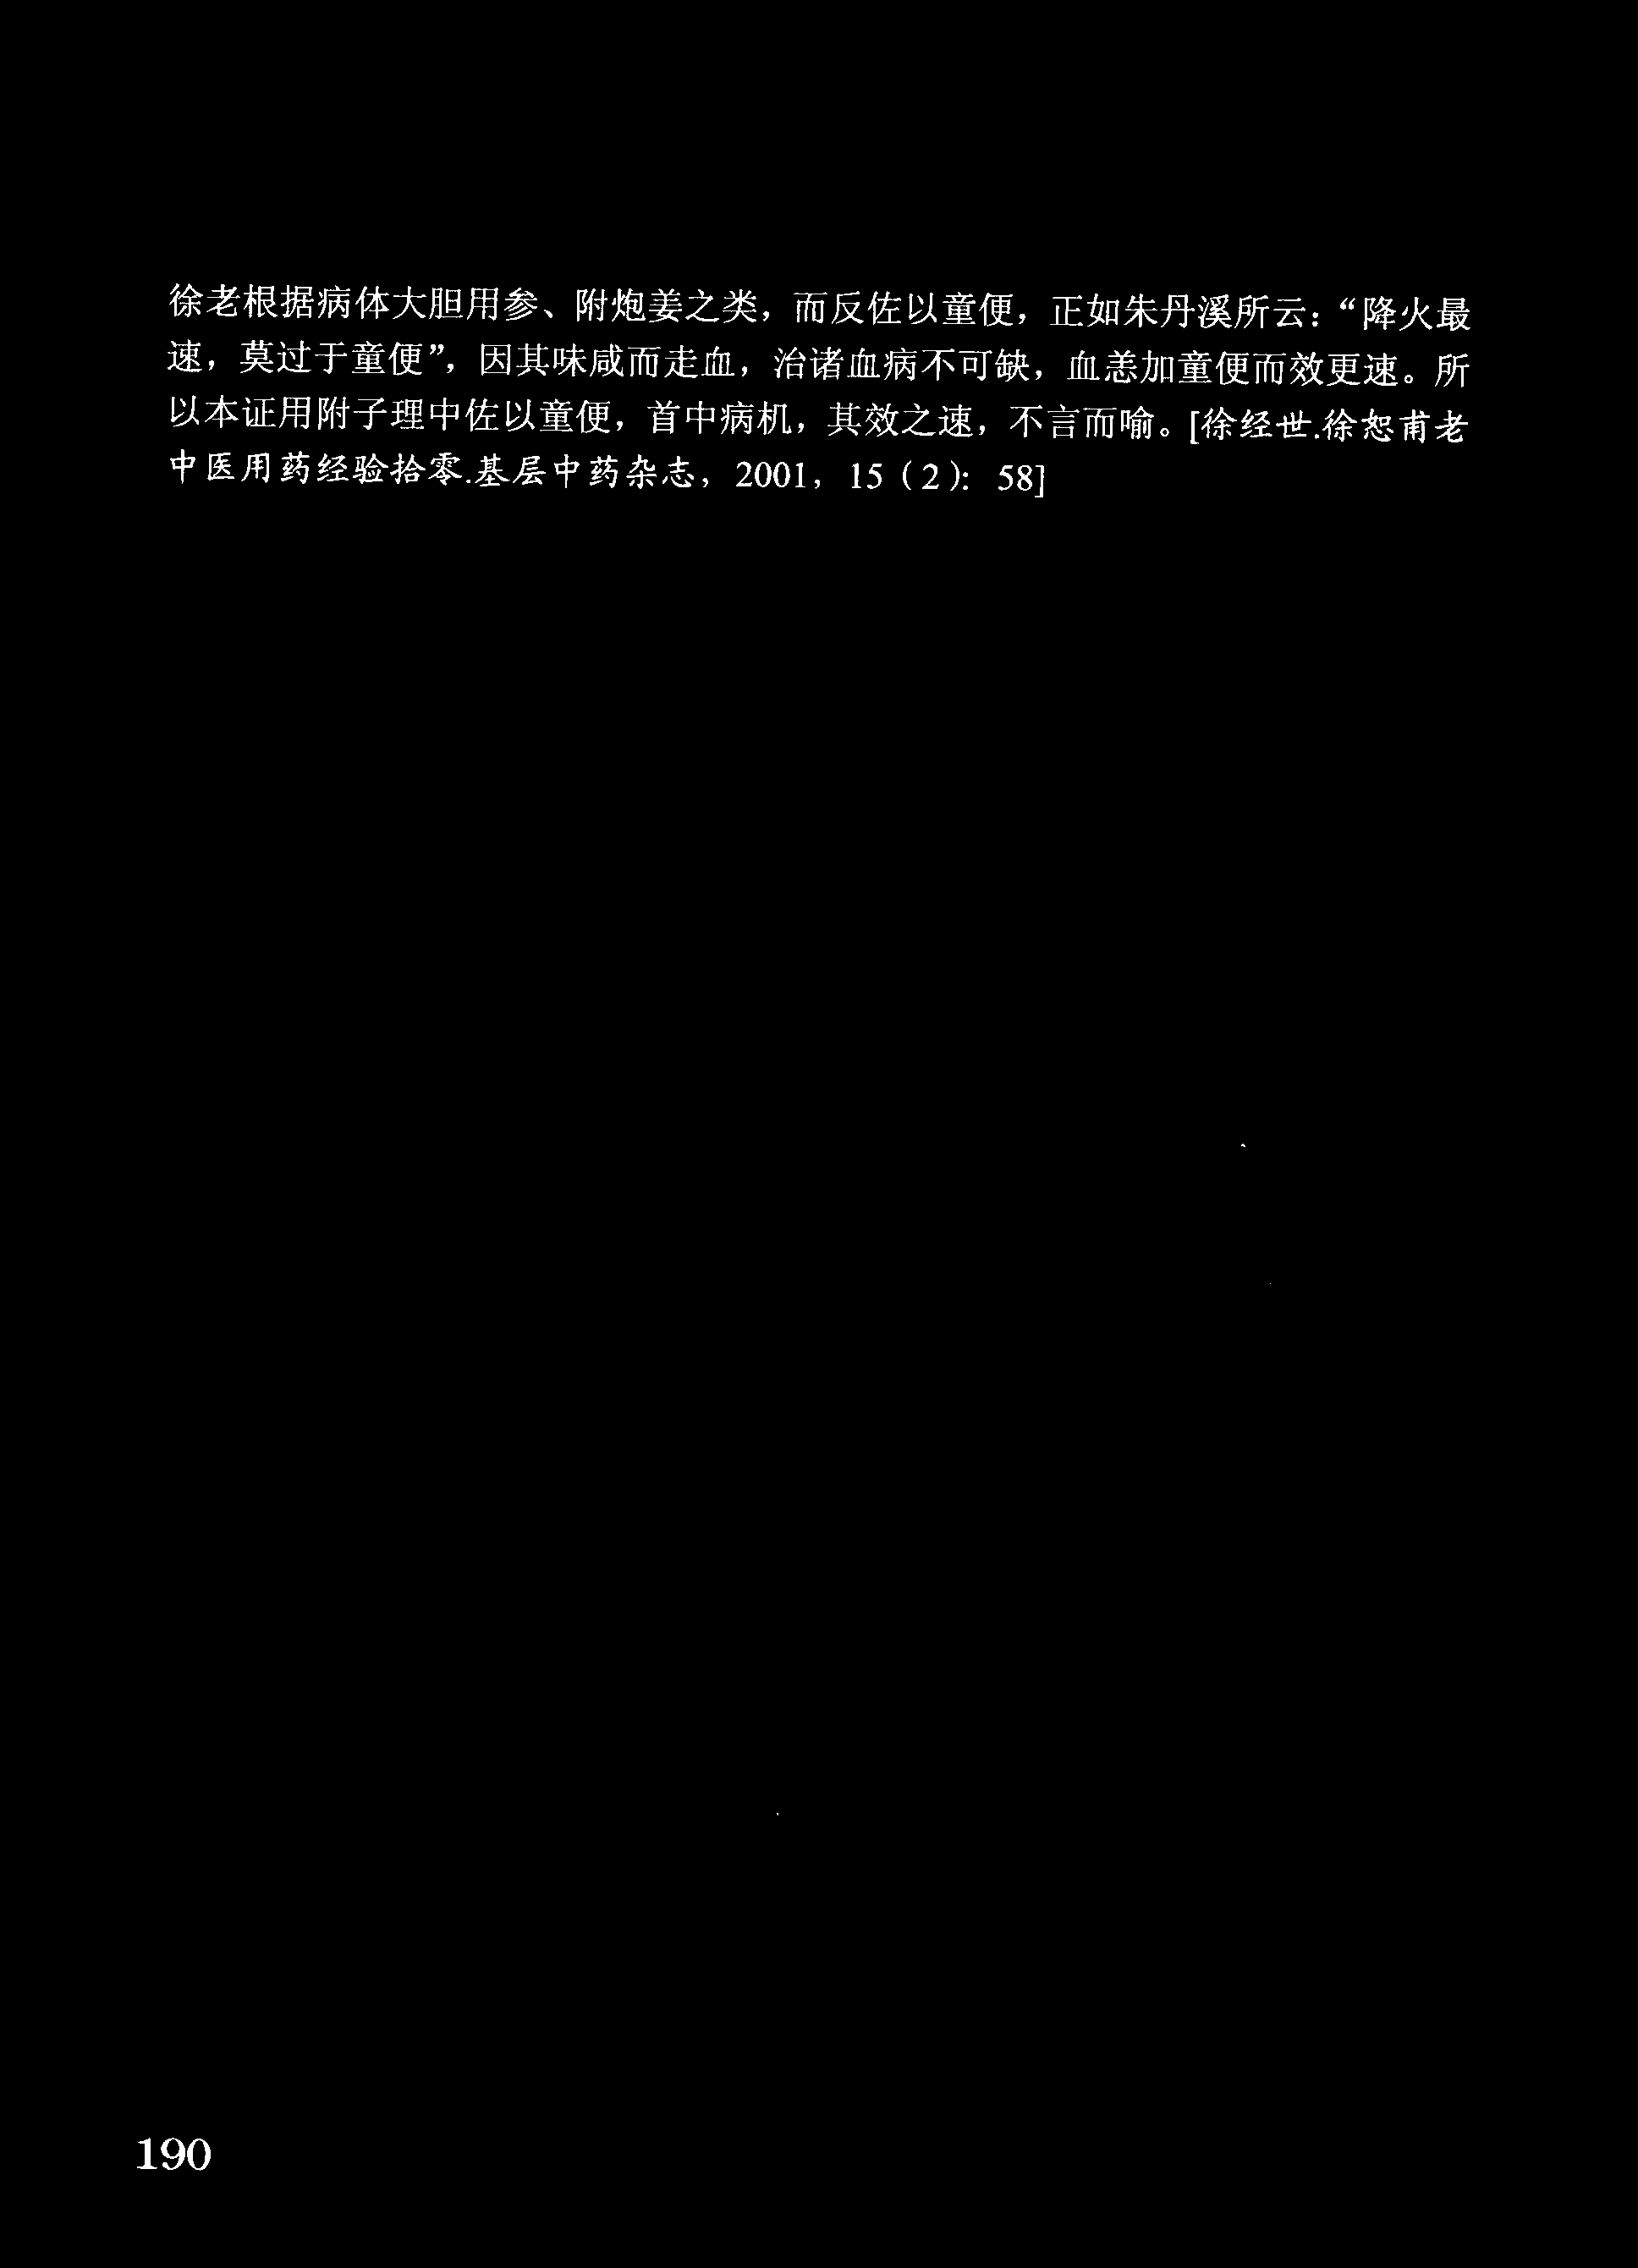 徐老根据病体大胆用参、附炮姜之类，而反佐以童便，正如朱丹溪所云：“降火最
速，莫过于童便”，因其味咸而走血，治诸血病不可缺，血恙加童便而效更速。所
以本证用附子理中佐以童便，首中病机，其效之速，不言而喻。[徐经世.徐恕甫老
中医用药经验拾零.基层中药杂志，2001，15（2）：58]
190